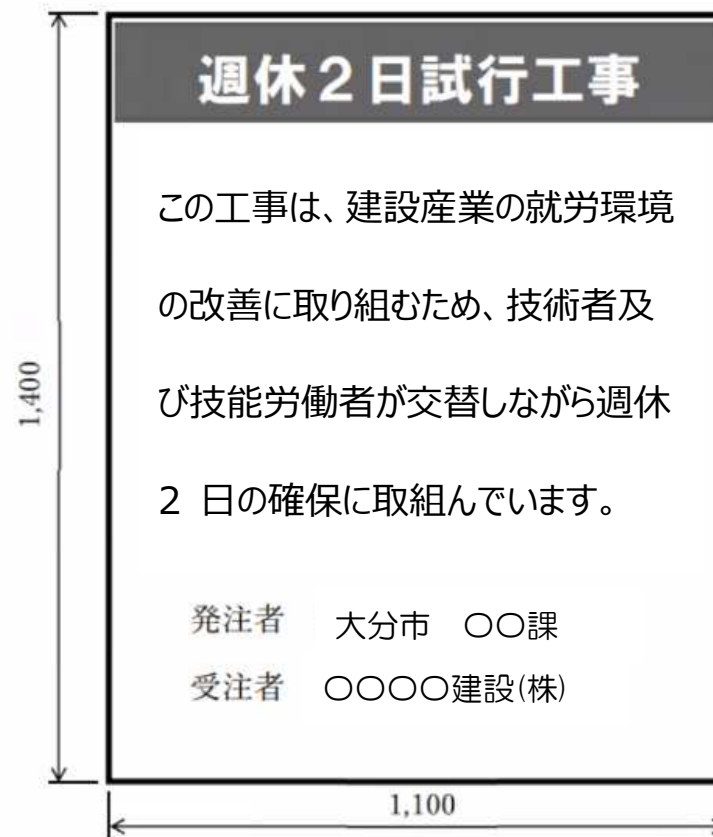 週休２日試行工事
この工事は、建設産業の就労環境
の改善に取り組むため、技術者及
び技能労働者が交替しながら週休
2 日の確保に取組んでいます。
発注者　大分市　〇〇課
受注者　〇〇〇〇建設(株)
1,400
1,100